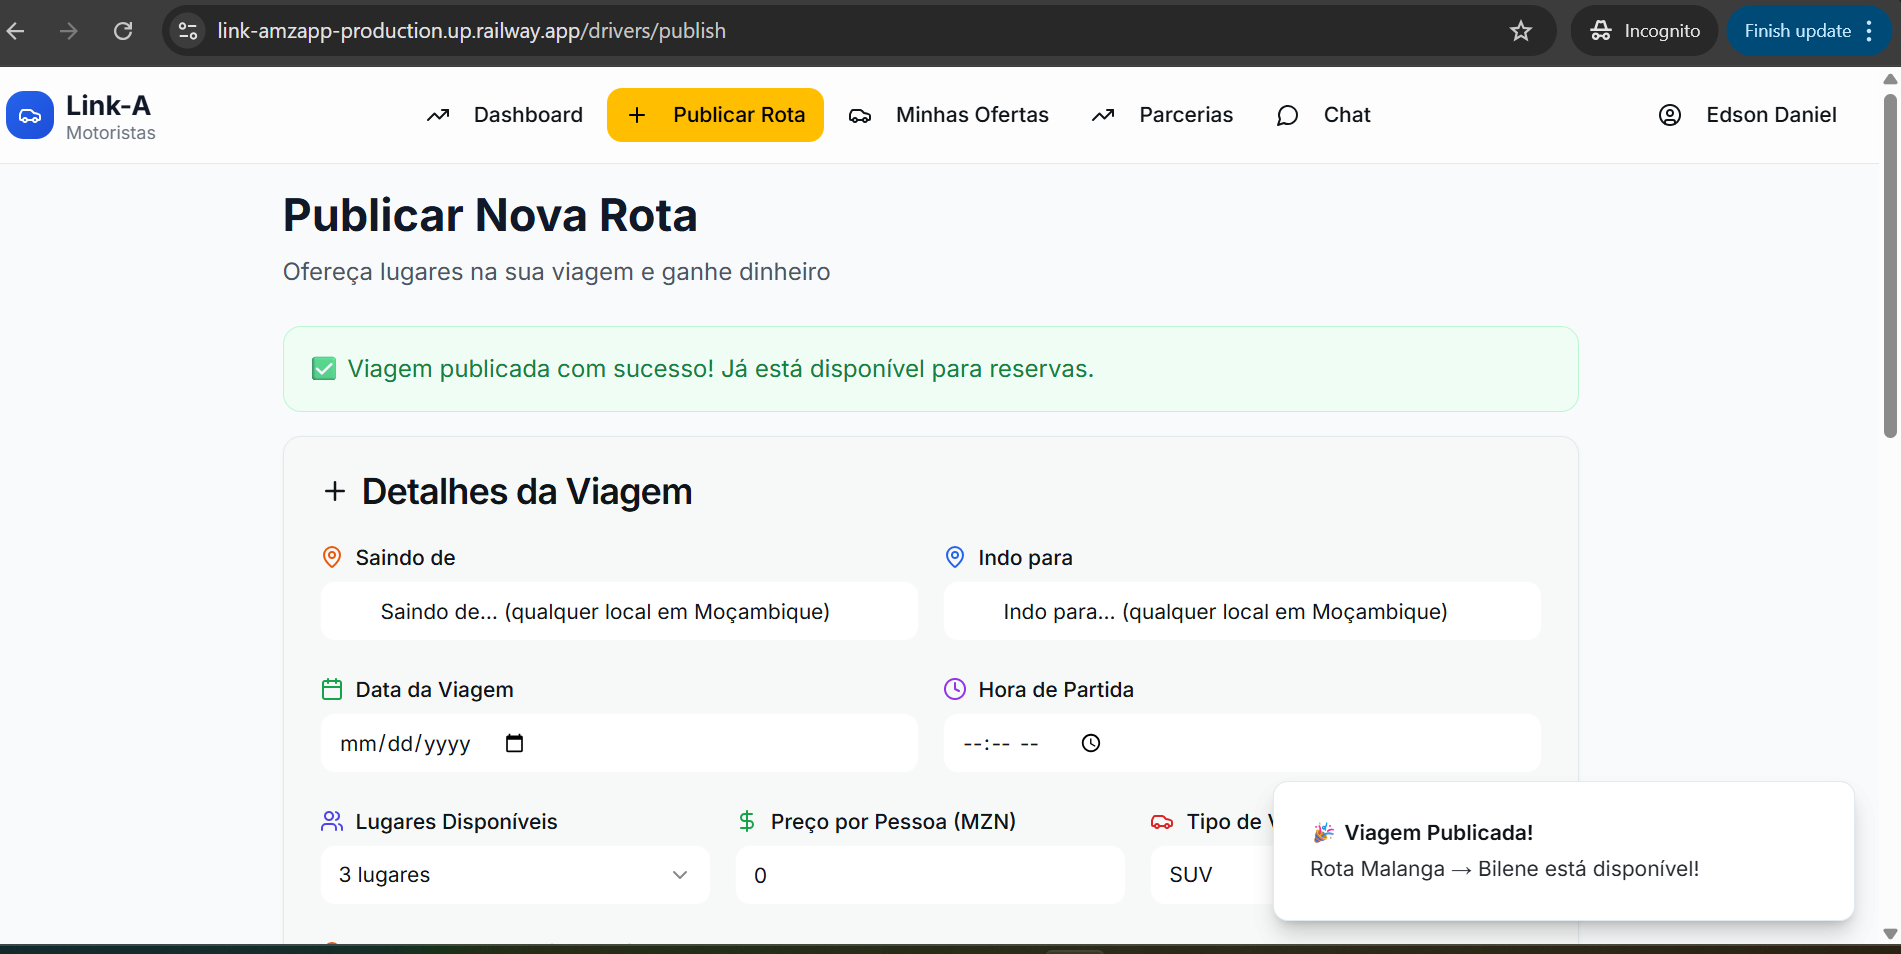 link-amzapp-production.up.railway.app/drivers/publish
Incognito
Finish update
Link-A
Motoristas
Dashboard
Publicar Rota
Minhas Ofertas
Parcerias
Chat
Edson Daniel
Publicar Nova Rota
Ofereça lugares na sua viagem e ganhe dinheiro
✅ Viagem publicada com sucesso! Já está disponível para reservas.
+ Detalhes da Viagem
Saindo de
Indo para
Saindo de... (qualquer local em Moçambique)
Indo para... (qualquer local em Moçambique)
Data da Viagem
Hora de Partida
mm/dd/yyyy
--:-- --
Lugares Disponíveis
Preço por Pessoa (MZN)
Tipo de
3 lugares
0
SUV
🎉 Viagem Publicada!
Rota Malanga → Bilene está disponível!